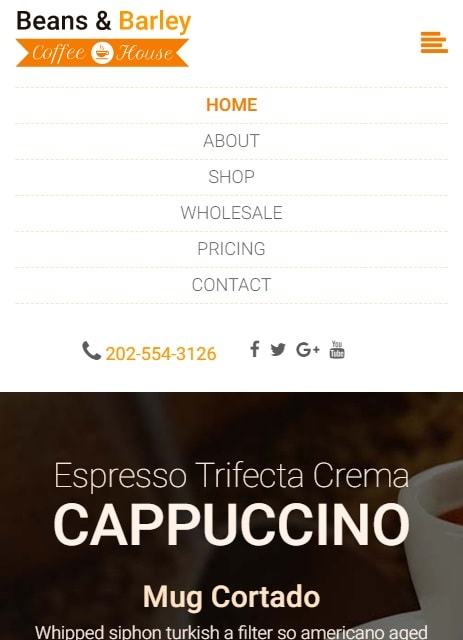 Beans & Barley
Coffee House
HOME
ABOUT
SHOP
WHOLESALE
PRICING
CONTACT
202-554-3126
You
Tube
Espresso Trifecta Crema
CAPPUCCINO
Mug Cortado
Whipped siphon turkish a filter so americano aged